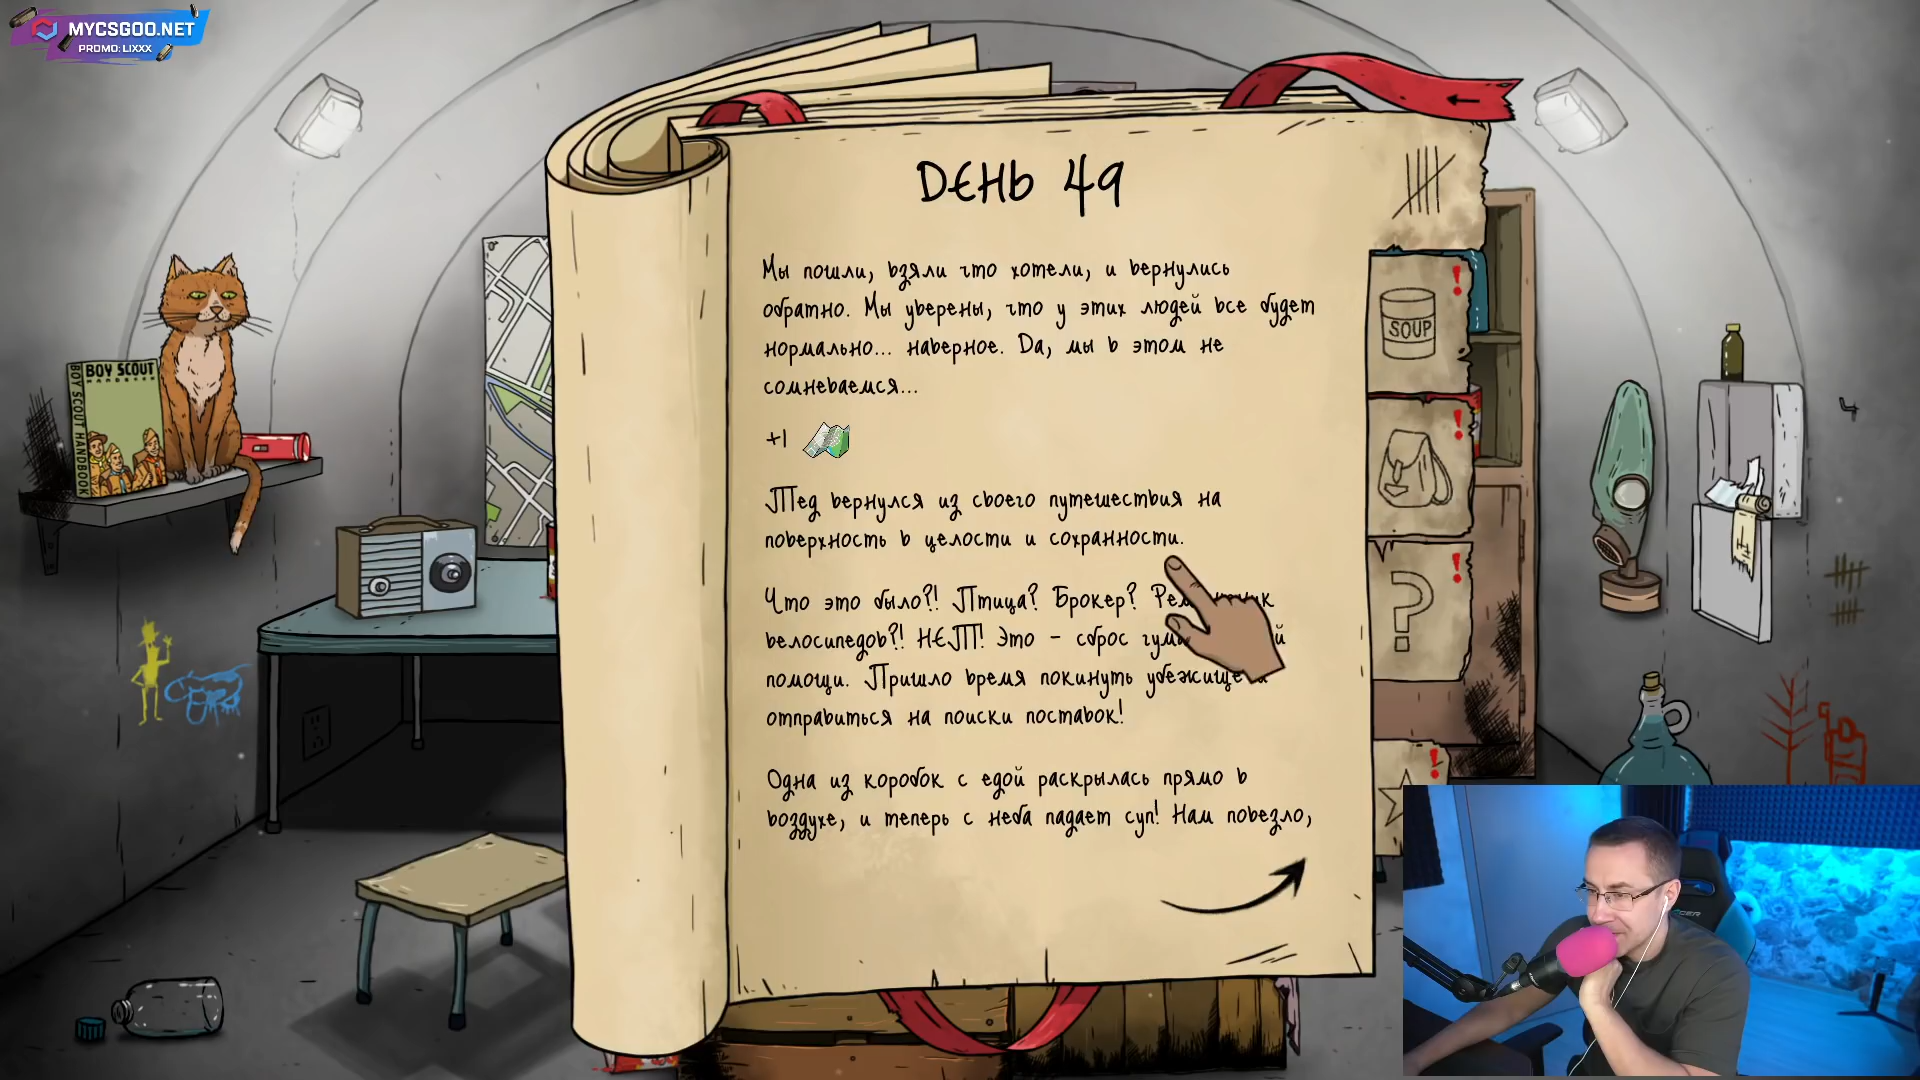 MYCSGOO.NET
PROMO: LIXXX
ДЕНЬ 49
Мы пошли, взяли что хотели, и вернулись
обратно. Мы уверены, что у этих людей все будет
нормально... наверное. Да, мы в этом не
сомневаемся...
+1
Тед вернулся из своего путешествия на
поверхность в целости и сохранности.
Что это было?! Птица? Брокер?
велосипедов?! НЕТ! Это - сброс
помощи. Пришло время покинуть убежище
отправиться на поиски поставок!
Одна из коробок с едой раскрылась прямо в
воздухе, и теперь с неба падает суп! Нам повезло,
SOUP
!
!
?
!
!
BOY SCOUT
HANDBOOK
BOY SCOUT HANDBOOK
4